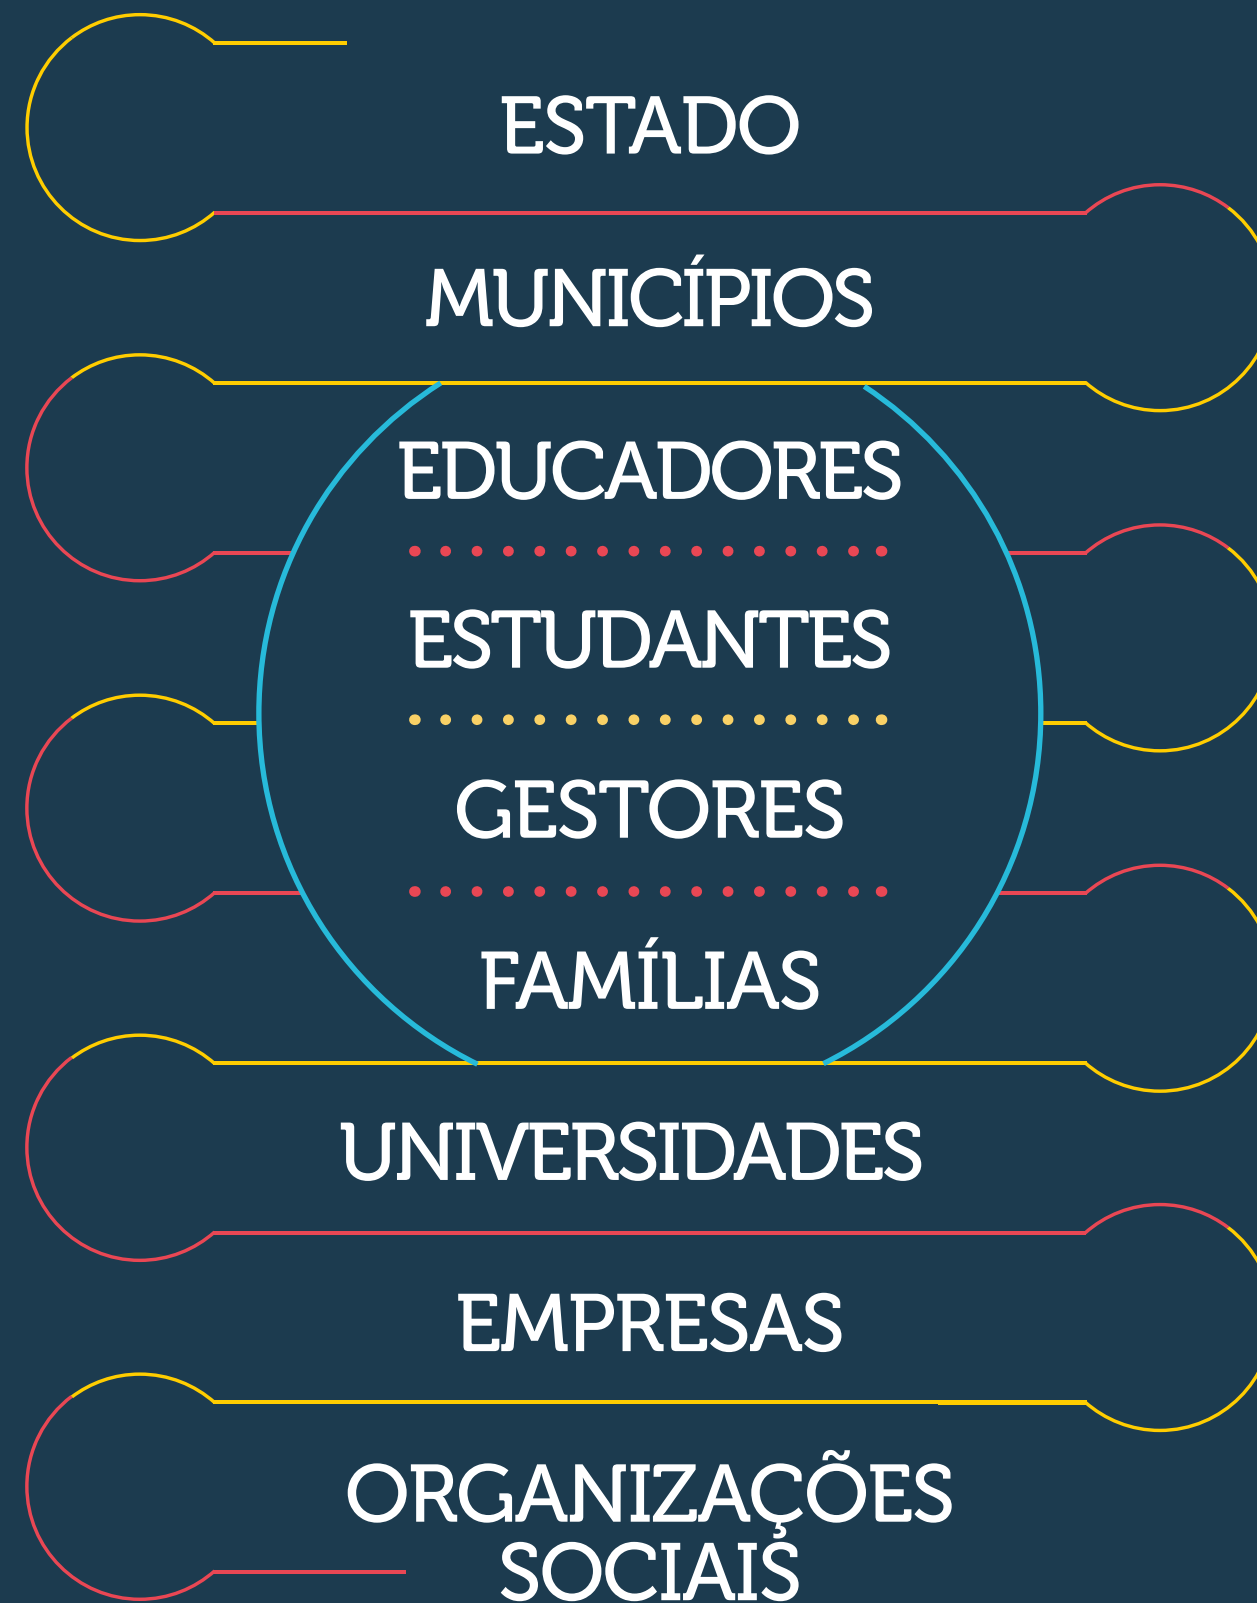 ESTADO
MUNICÍPIOS
EDUCADORES
ESTUDANTES
GESTORES
FAMÍLIAS
UNIVERSIDADES
EMPRESAS
ORGANIZAÇÕES
SOCIAIS